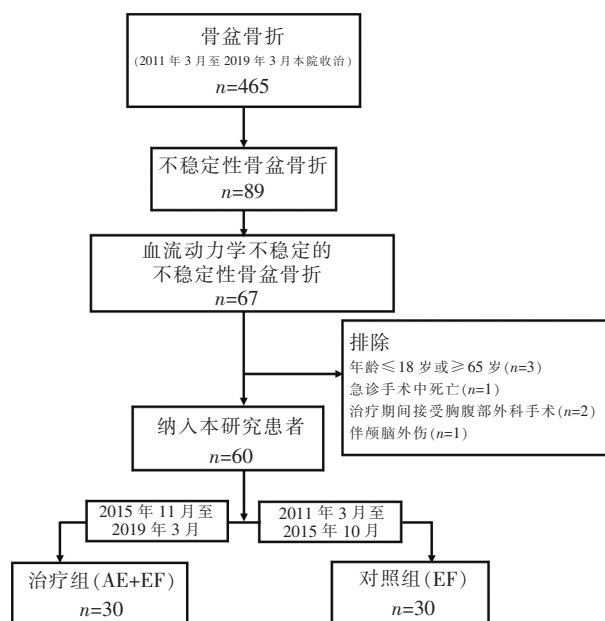 骨盆骨折
(2011 年 3 月至 2019 年 3 月本院收治)
n=465
不稳定性骨盆骨折
n=89
血流动力学不稳定的
不稳定性骨盆骨折
n=67
排除
年龄≤18 岁或≥65 岁(n=3)
急诊手术中死亡(n=1)
治疗期间接受胸腹部外科手术(n=2)
伴颅脑外伤(n=1)
纳入本研究患者
n=60
2015 年 11 月至
2019 年 3 月
2011 年 3 月至
2015 年 10 月
治疗组(AE+EF)
n=30
对照组(EF)
n=30